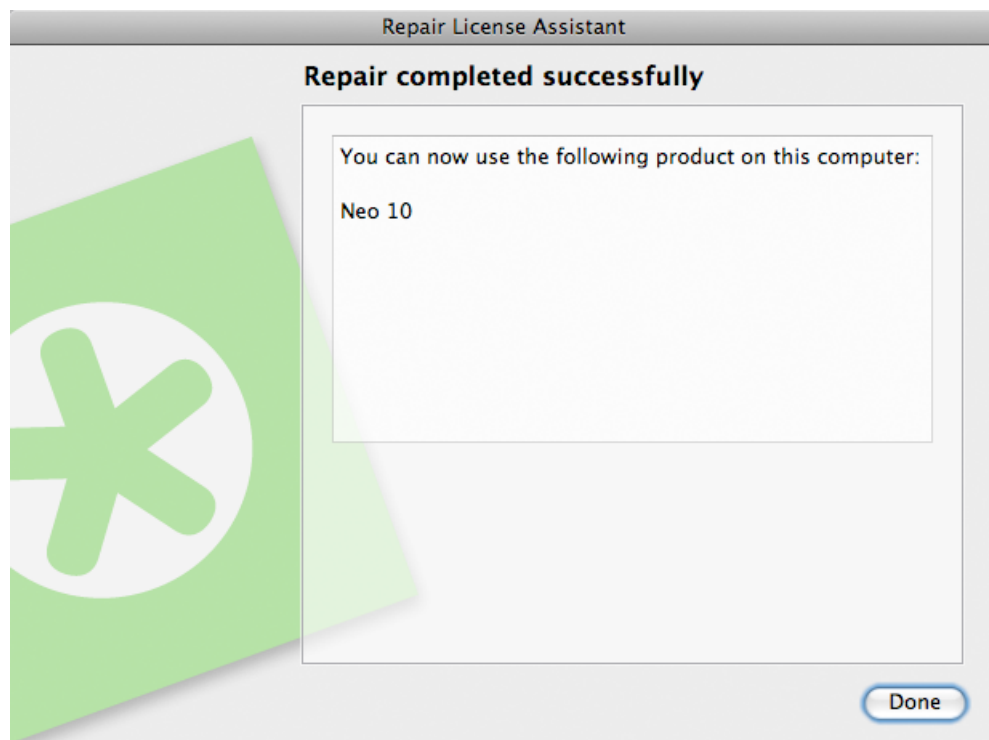 Repair License Assistant
Repair completed successfully
You can now use the following product on this computer:
Neo 10
Done